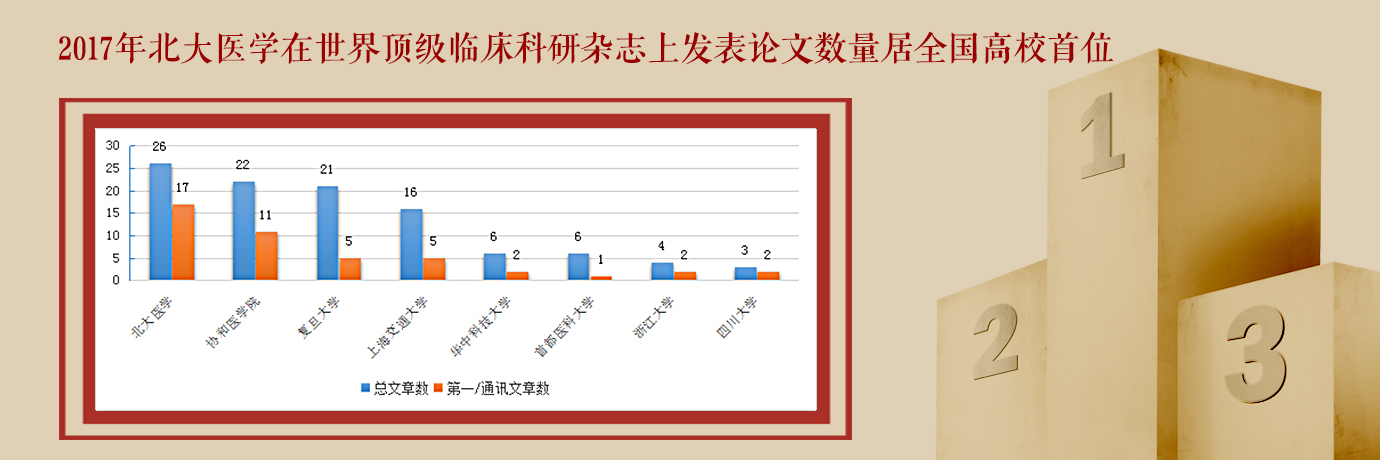 2017年北大医学在世界顶级临床科研杂志上发表论文数量居全国高校首位
30
25
20
15
10
5
0
26
17
22
11
21
5
16
5
6
2
6
1
4
2
3
2
北大医学
协和医学院
复旦大学
上海交通大学
华中科技大学
首都医科大学
浙江大学
四川大学
总文章数
第一/通讯文章数
1
2
3